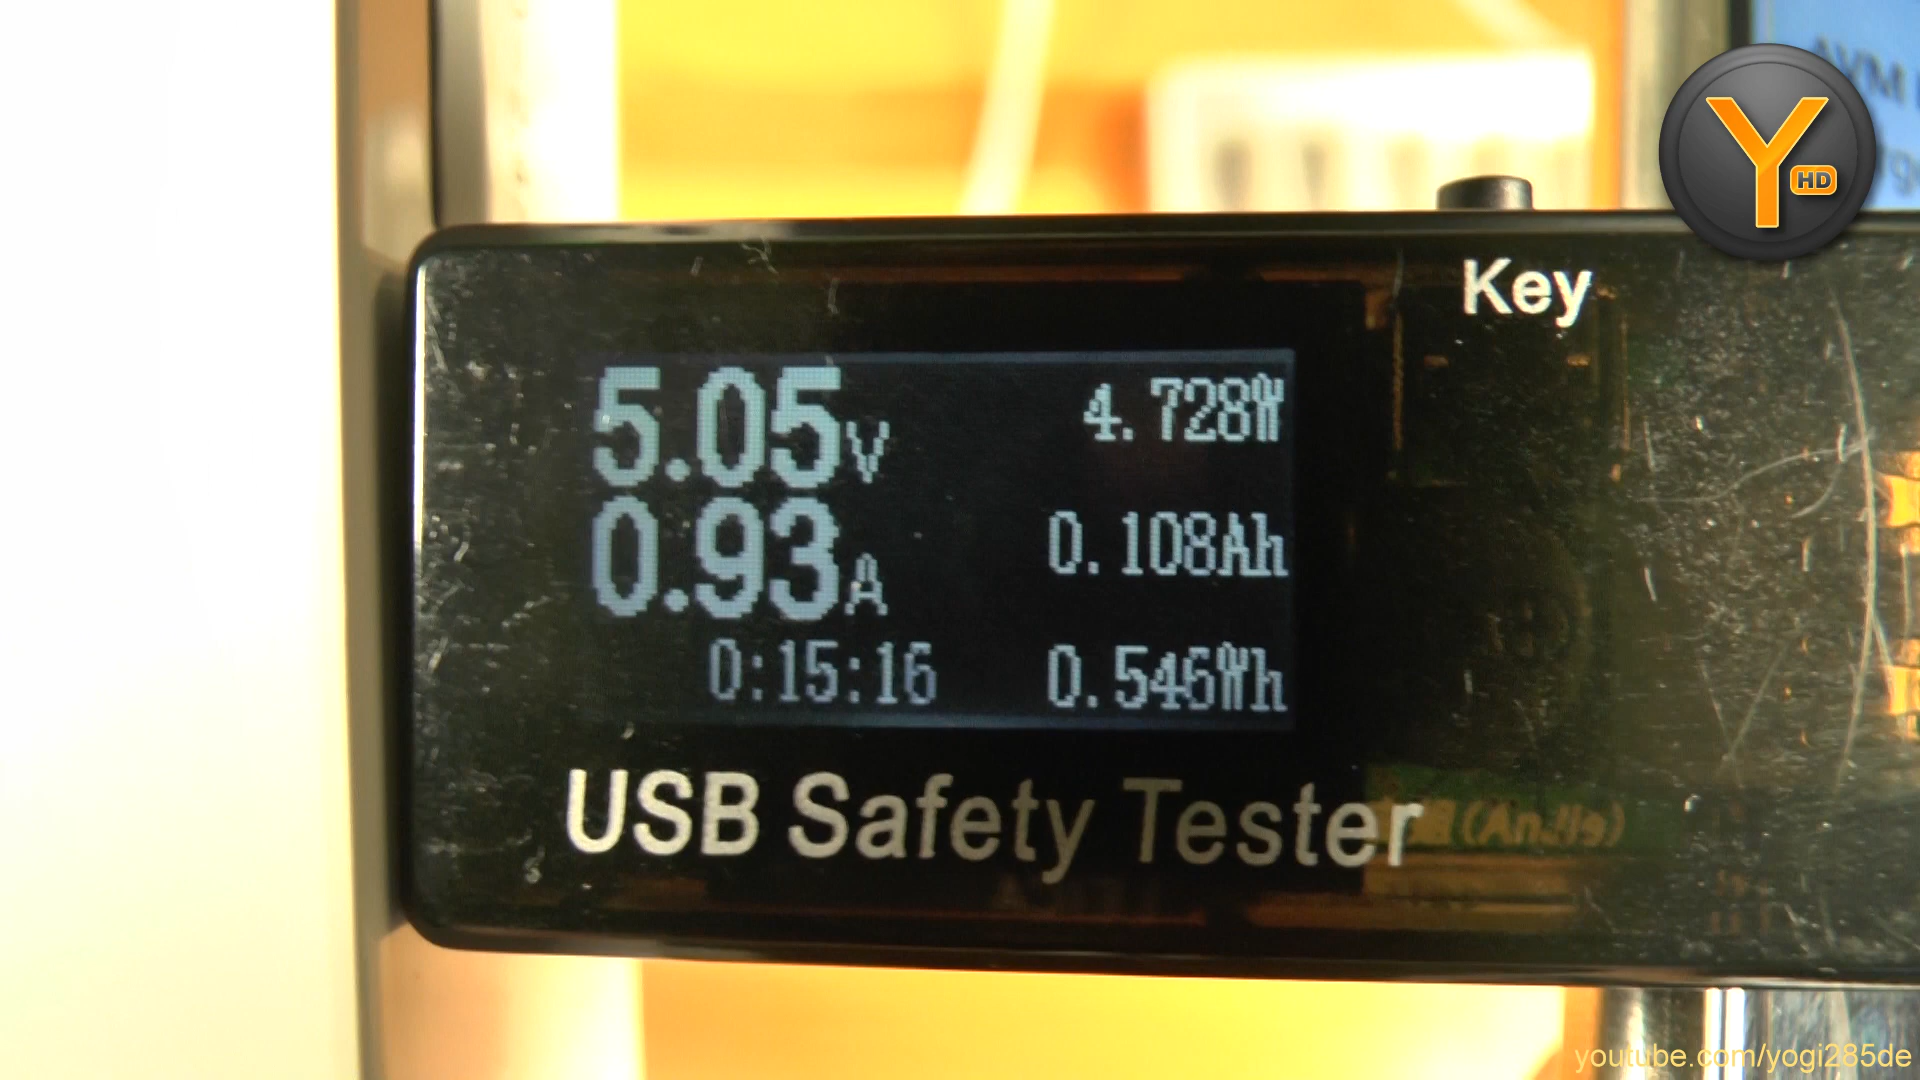 Y HD
Key
5.05V 4.728W
0.93A 0.108Ah
0:15:16 0.546Wh
USB Safety Tester
(AnJie)
youtube.com/yogi285de